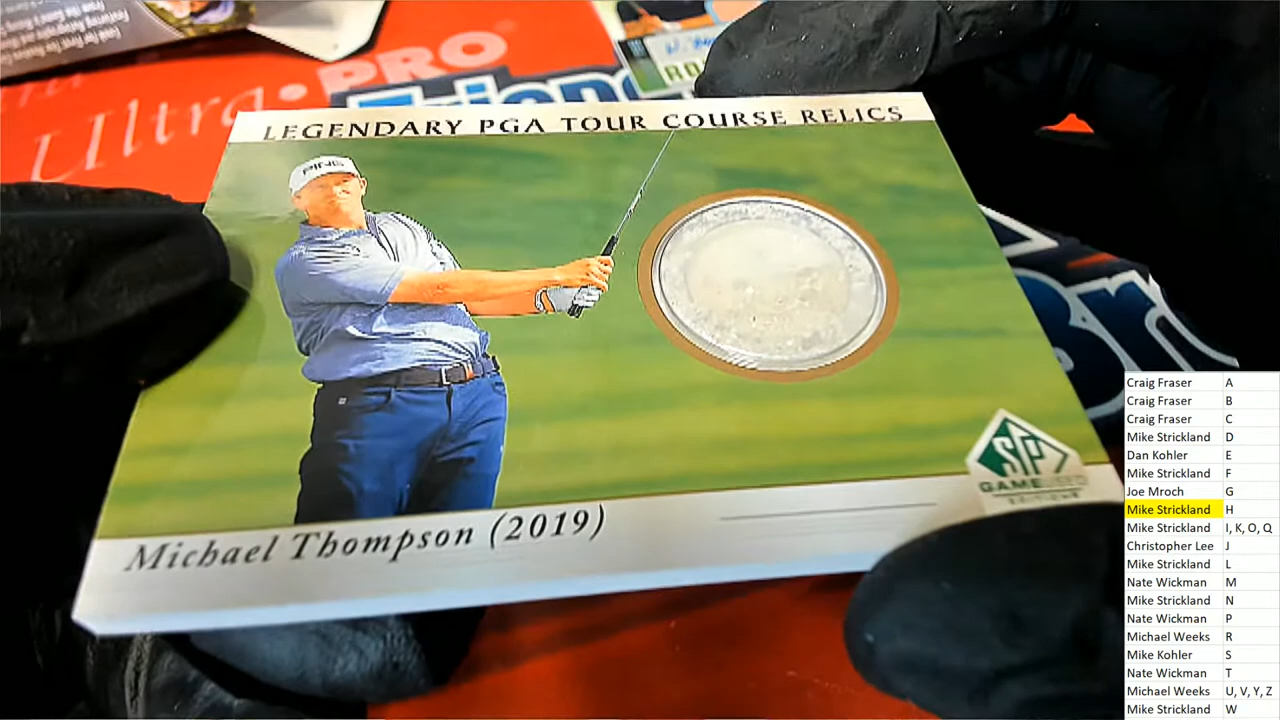 Ultra•PRO
LEGENDARY PGA TOUR COURSE RELICS
PING
SP
GAME USED
EDITIONS
Michael Thompson (2019)
Craig Fraser A
Craig Fraser B
Craig Fraser C
Mike Strickland D
Dan Kohler E
Mike Strickland F
Joe Mroch G
Mike Strickland H
Mike Strickland I, K, O, Q
Christopher Lee J
Mike Strickland L
Nate Wickman M
Mike Strickland N
Nate Wickman P
Michael Weeks R
Mike Kohler S
Nate Wickman T
Michael Weeks U, V, Y, Z
Mike Strickland W